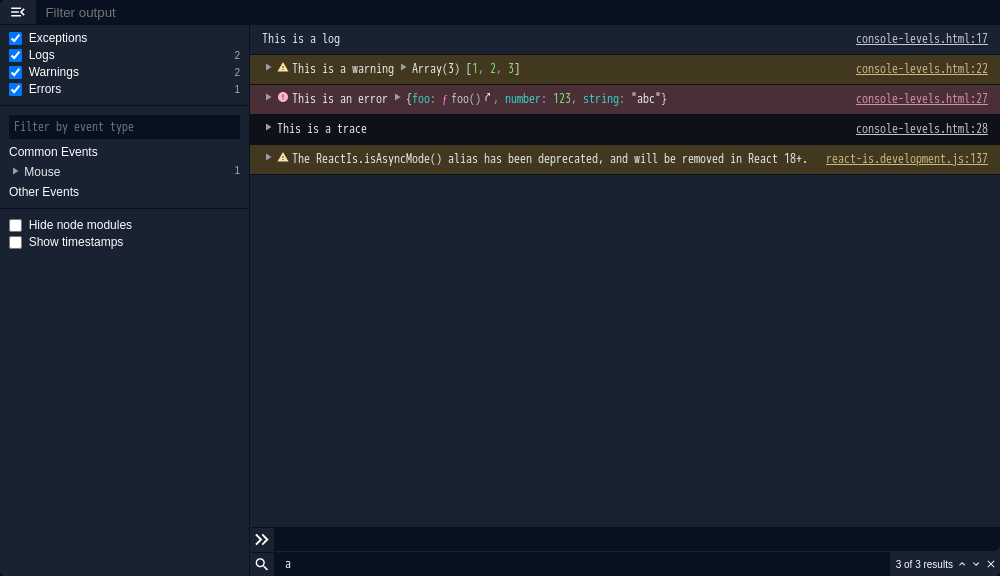 Filter output
Exceptions
Logs 2
Warnings 2
Errors 1
Filter by event type
Common Events
Mouse 1
Other Events
Hide node modules
Show timestamps
This is a log console-levels.html:17
This is a warning Array(3) [1, 2, 3] console-levels.html:22
This is an error {foo: ƒ foo(), number: 123, string: "abc"} console-levels.html:27
This is a trace console-levels.html:28
The ReactIs.isAsyncMode() alias has been deprecated, and will be removed in React 18+. react-is.development.js:137
a 3 of 3 results